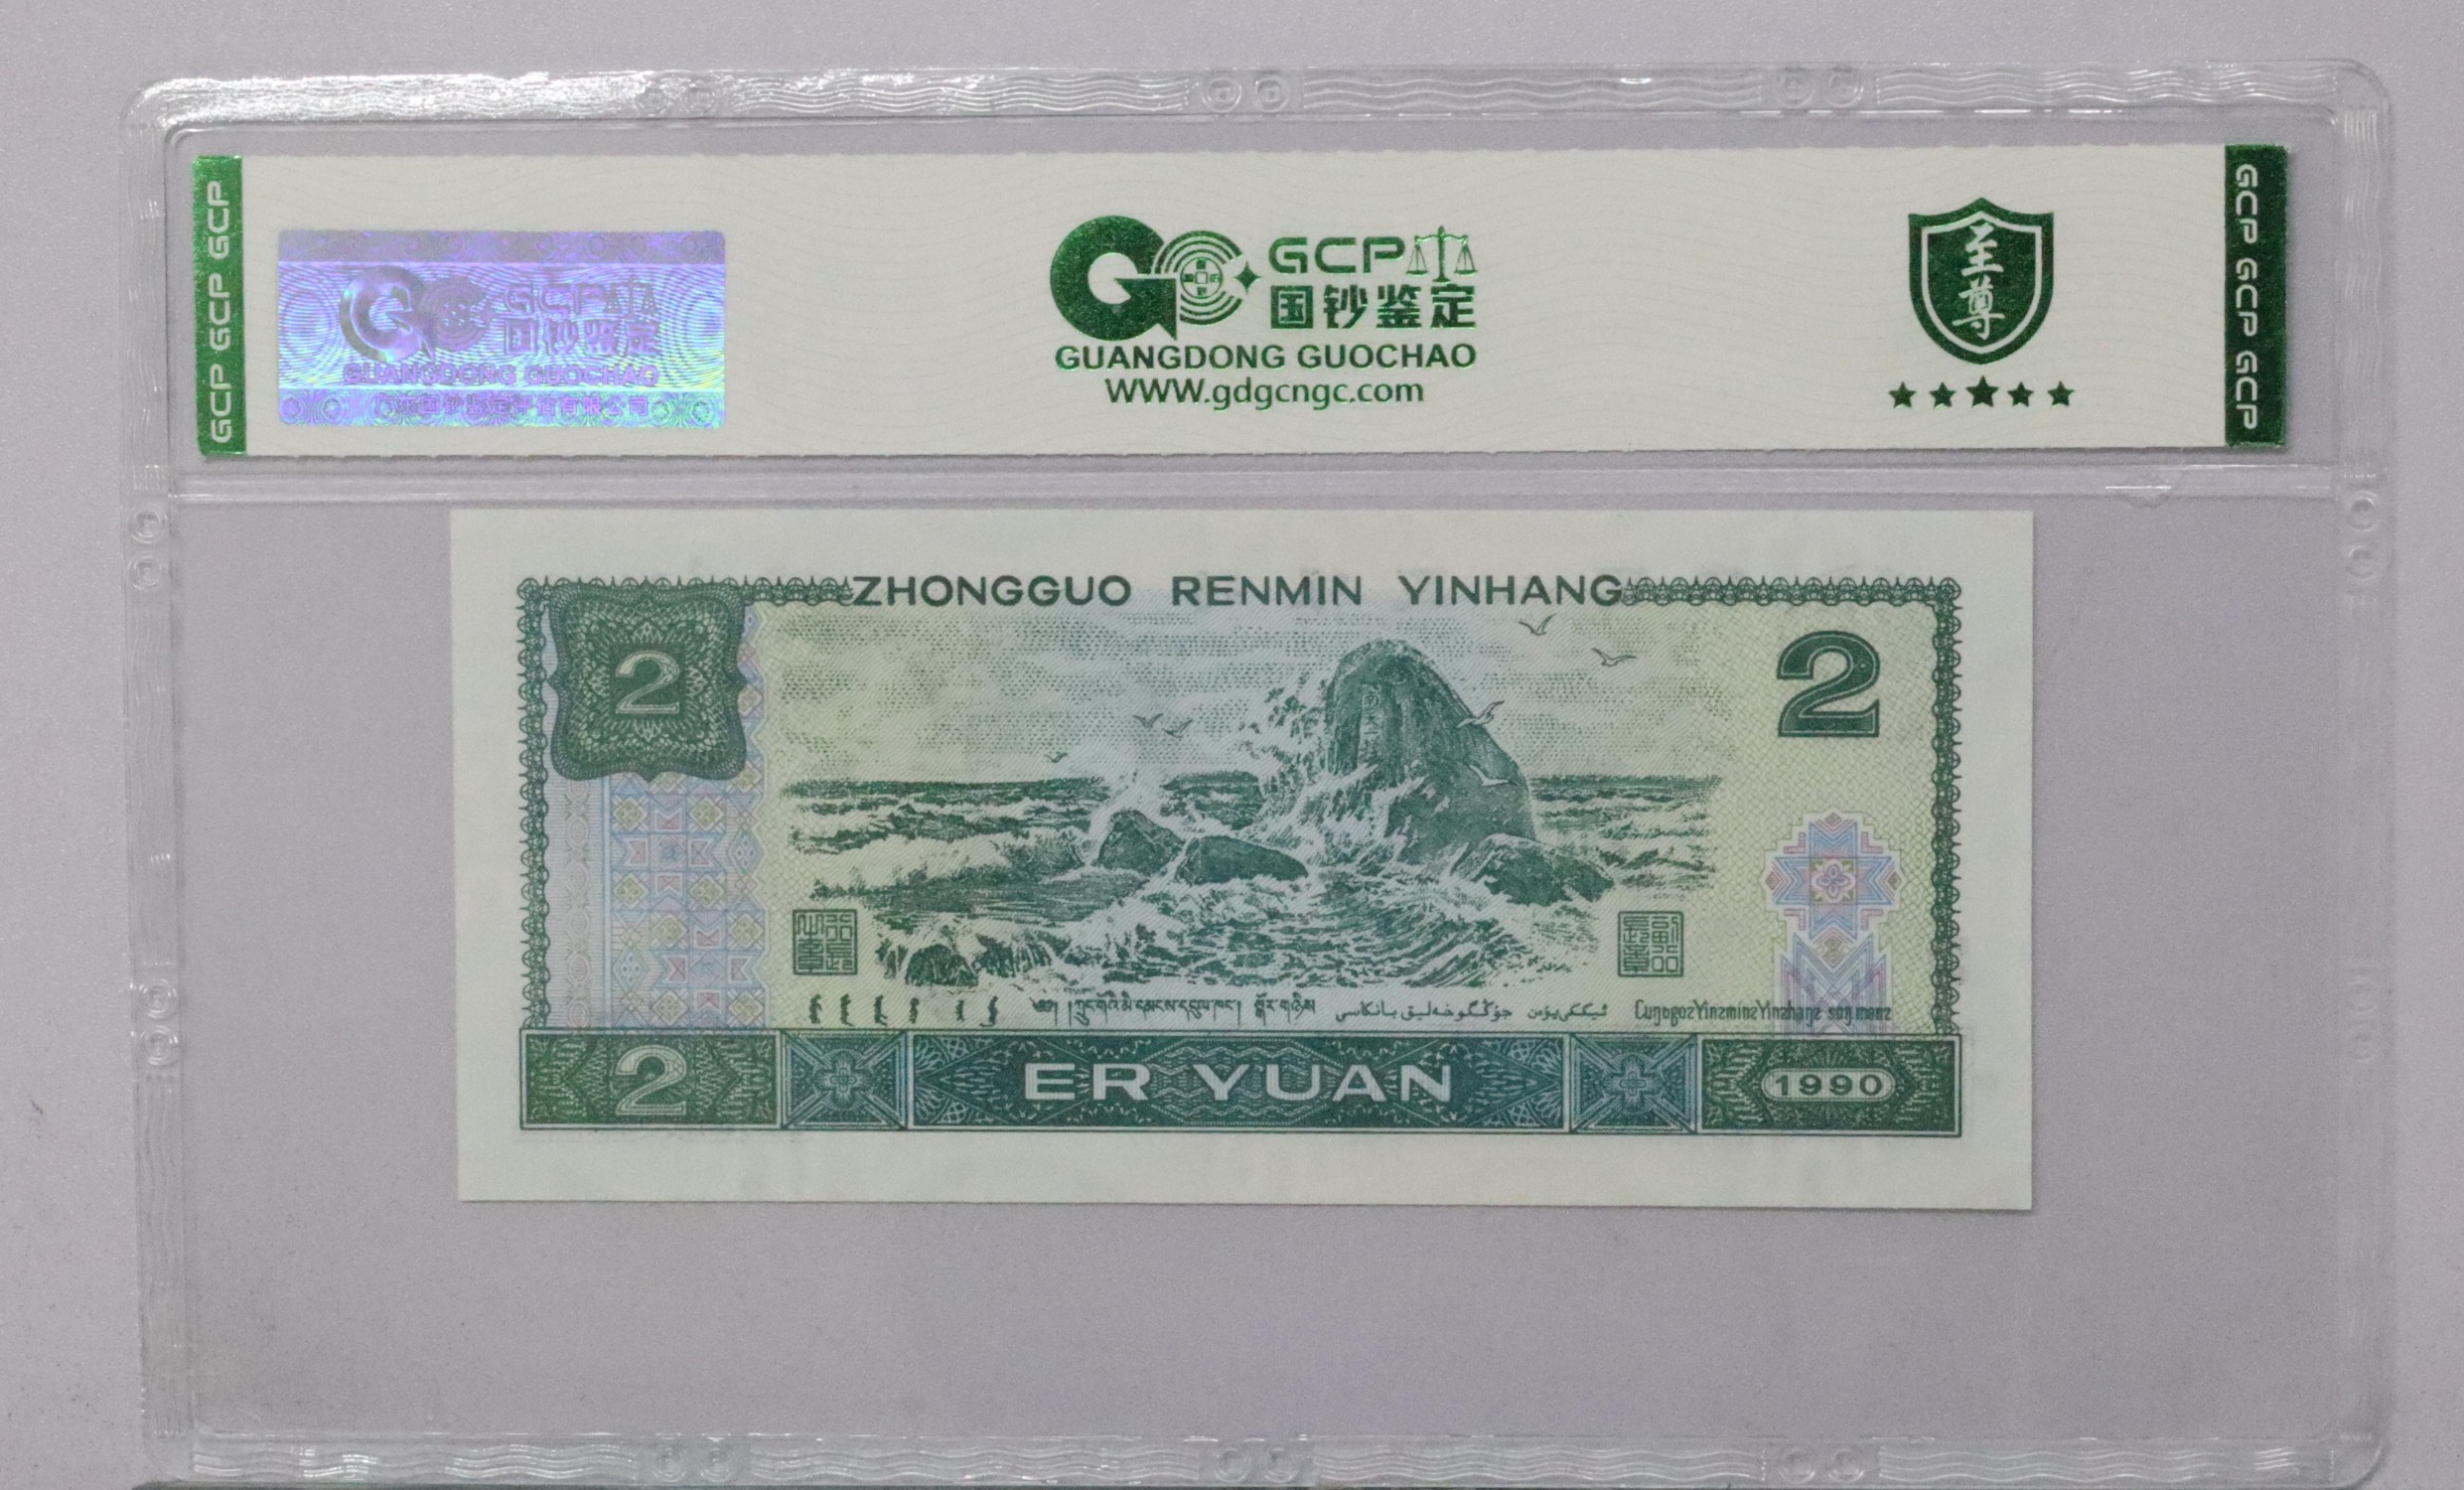 GCP GCP GCP
GCP
国钞鉴定
GUANGDONG GUOCHAO
GCP
国钞鉴定
GUANGDONG GUOCHAO
WWW.gdgcngc.com
至尊
GCP GCP GCP
ZHONGGUO RENMIN YINHANG
2
2
2
ER YUAN
1990